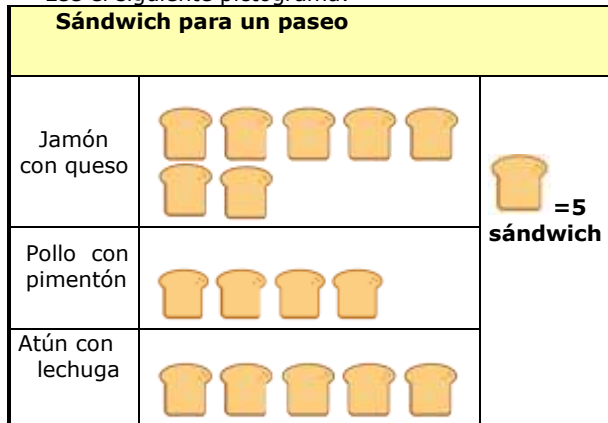 Sándwich para un paseo
Jamón
con queso
=5
sándwich
Pollo con
pimentón
Atún con
lechuga